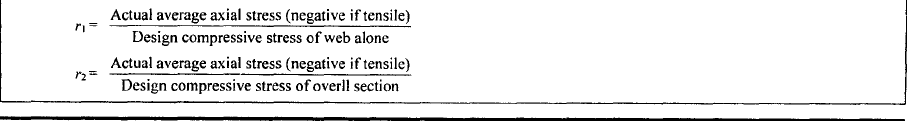 r1 = Actual average axial stress (negative if tensile)
Design compressive stress of web alone
r2 = Actual average axial stress (negative if tensile)
Design compressive stress of overll section